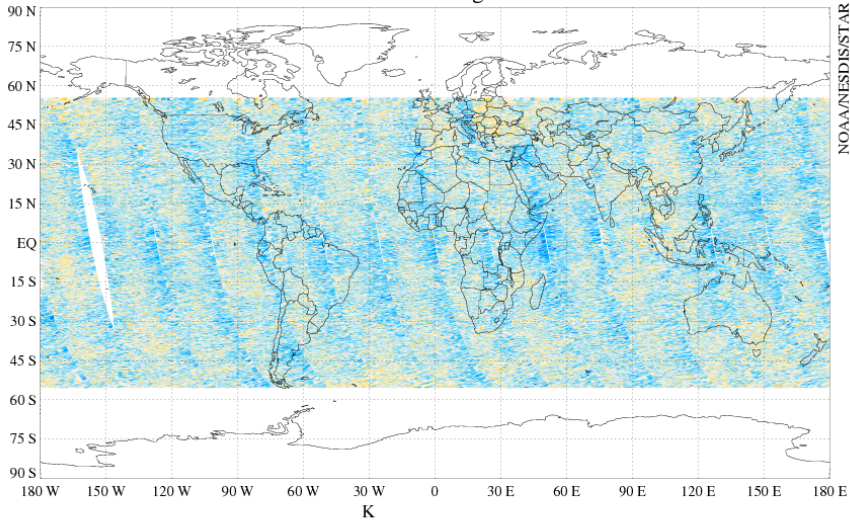 90 N
75 N
60 N
45 N
30 N
15 N
EQ
15 S
30 S
45 S
60 S
75 S
90 S
180 W 150 W 120 W 90 W 60 W 30 W 0 30 E 60 E 90 E 120 E 150 E 180 E
K
NOAA/NESDIS/STAR